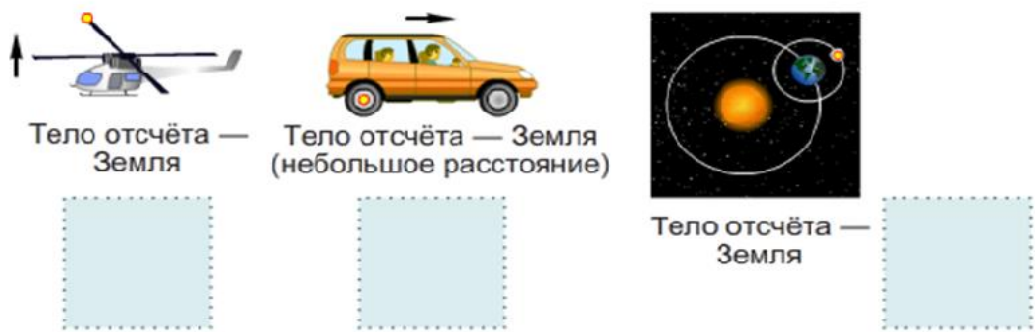 Тело отсчёта —
Земля
Тело отсчёта — Земля
(небольшое расстояние)
Тело отсчёта —
Земля